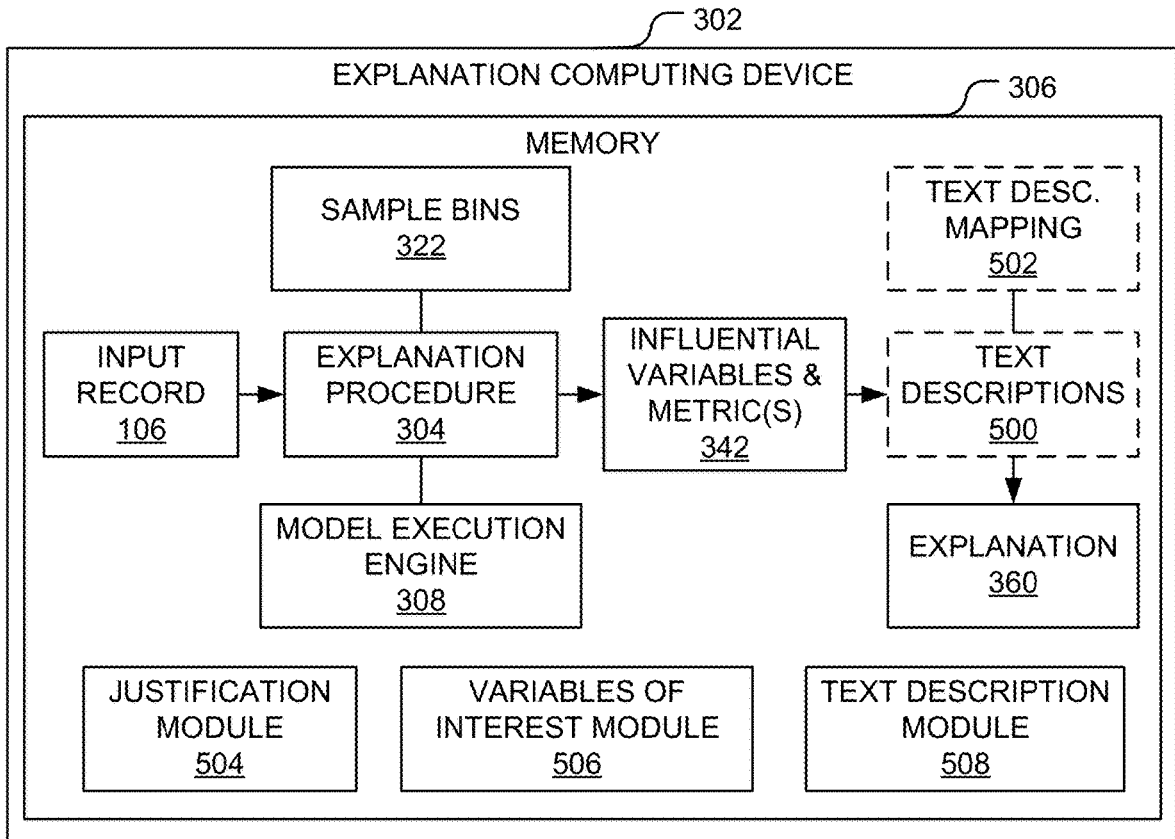 302
EXPLANATION COMPUTING DEVICE
306
MEMORY
SAMPLE BINS
322
TEXT DESC.
MAPPING
502
INPUT
RECORD
106
EXPLANATION
PROCEDURE
304
INFLUENTIAL
VARIABLES &
METRIC(S)
342
TEXT
DESCRIPTIONS
500
MODEL EXECUTION
ENGINE
308
EXPLANATION
360
JUSTIFICATION
MODULE
504
VARIABLES OF
INTEREST MODULE
506
TEXT DESCRIPTION
MODULE
508